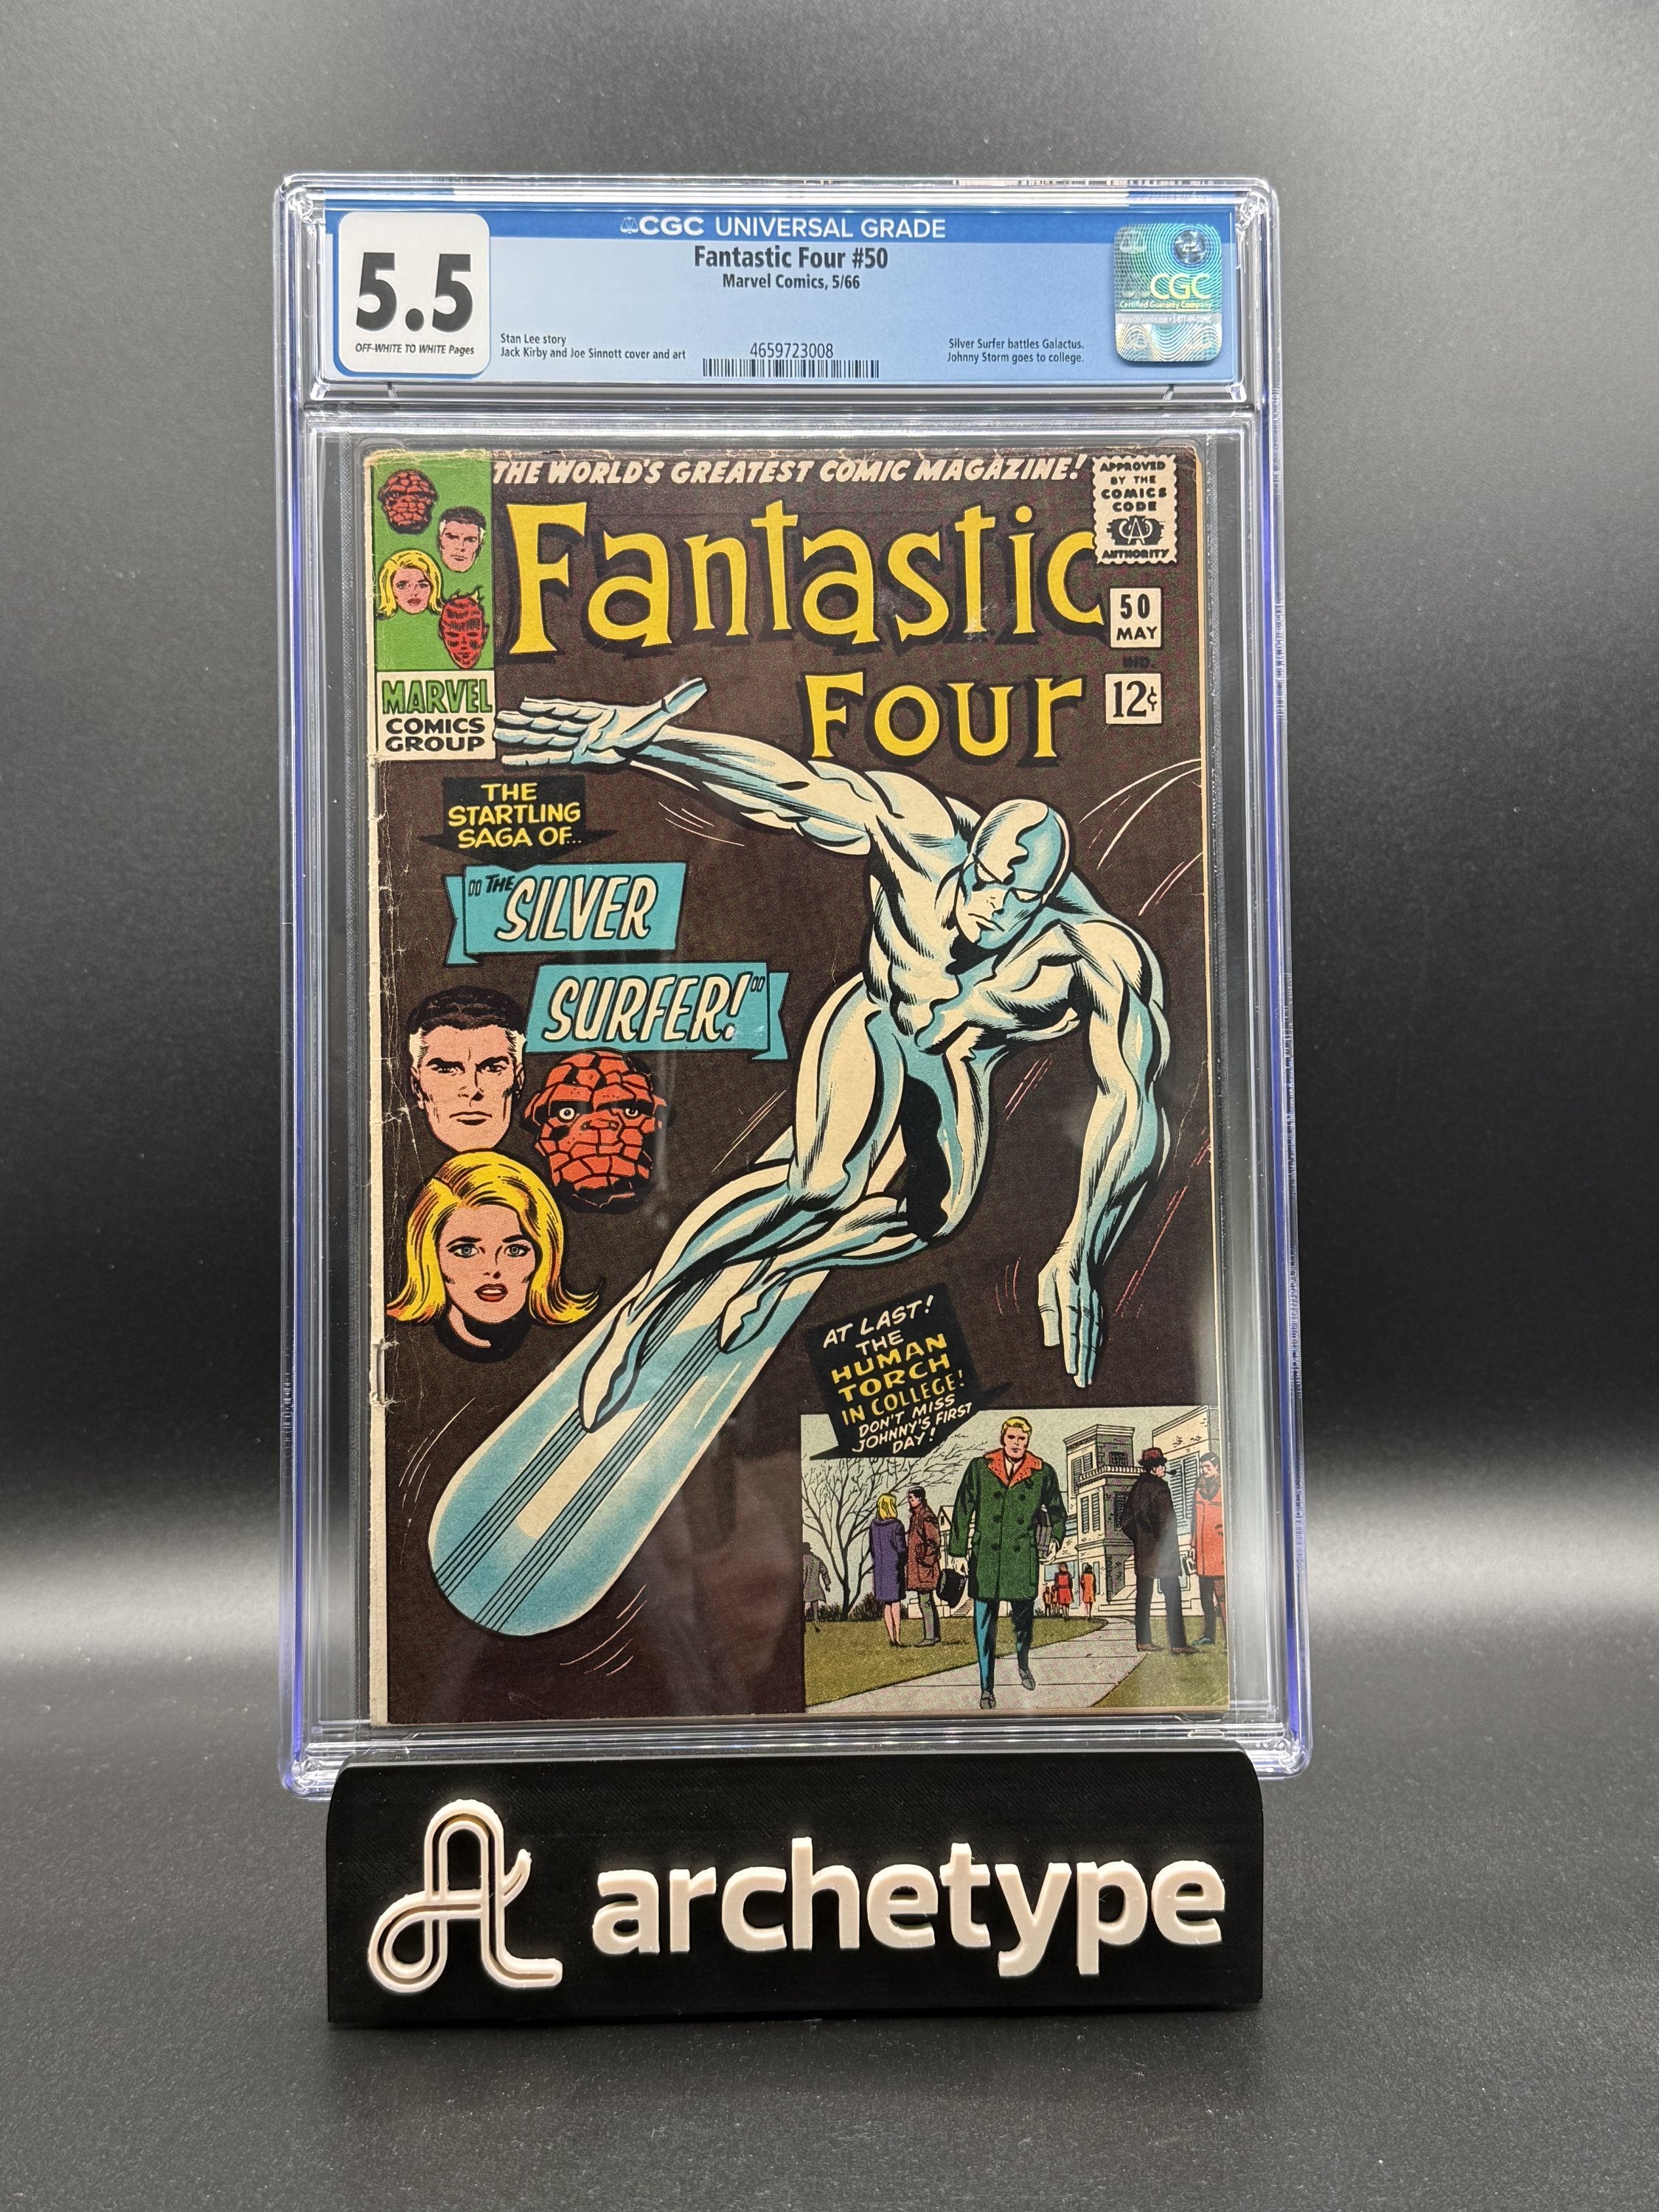 CGC UNIVERSAL GRADE
Fantastic Four #50
Marvel Comics, 5/66
5.5
OFF-WHITE TO WHITE Pages
Stan Lee story
Jack Kirby and Joe Sinnott cover and art
4659723008
Silver Surfer battles Galactus.
Johnny Storm goes to college.
CGC
Certified Guaranty Company
THE WORLD'S GREATEST COMIC MAGAZINE!
APPROVED
BY THE
COMICS
CODE
CA
AUTHORITY
Fantastic
Four
50
MAY
IND.
12¢
MARVEL
COMICS
GROUP
THE
STARTLING
SAGA OF...
"THE SILVER
SURFER!"
AT LAST!
THE
HUMAN
TORCH
IN COLLEGE!
DON'T MISS
JOHNNY'S FIRST
DAY!
archetype